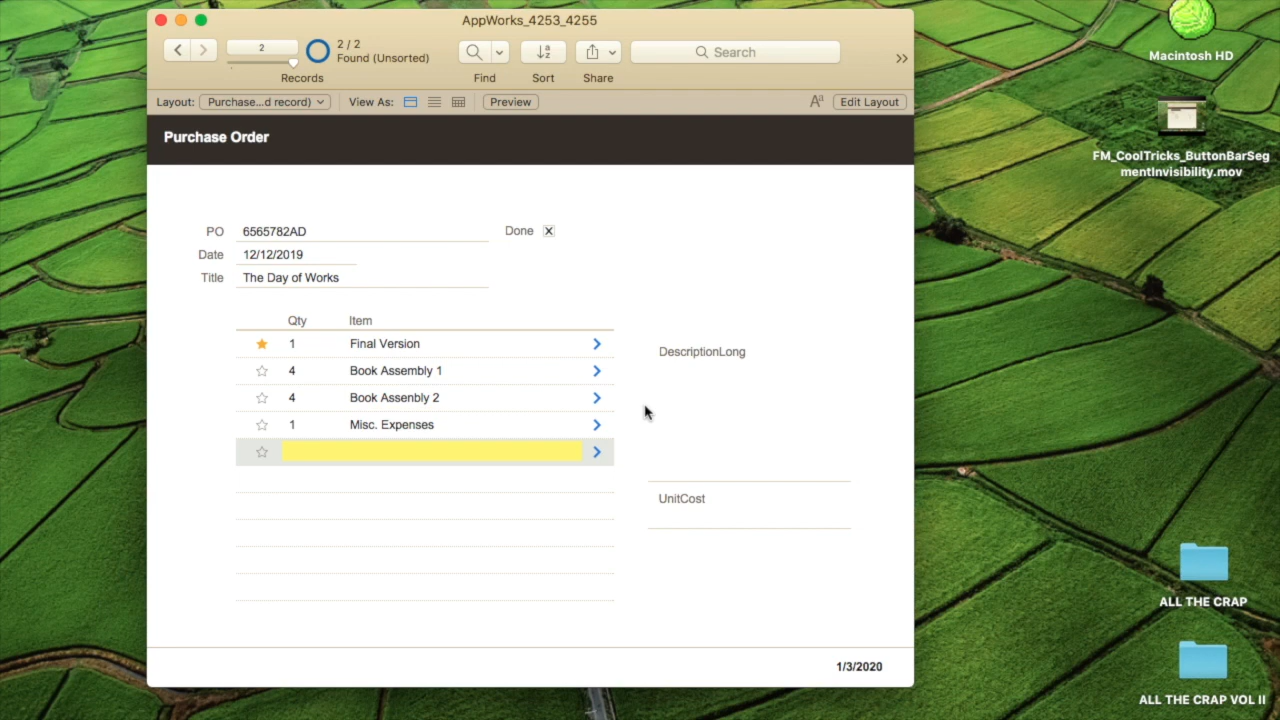 AppWorks_4253_4255
2
2 / 2
Found (Unsorted)
Records
Find
Sort
Share
Search
Layout: Purchase...d record) View As: Preview Aª Edit Layout
Purchase Order
PO 6565782AD Done X
Date 12/12/2019
Title The Day of Works
Qty Item
1 Final Version
4 Book Assembly 1
4 Book Assenbly 2
1 Misc. Expenses
DescriptionLong
UnitCost
1/3/2020
Macintosh HD
FM_CoolTricks_ButtonBarSeg
mentInvisibility.mov
ALL THE CRAP
ALL THE CRAP VOL II